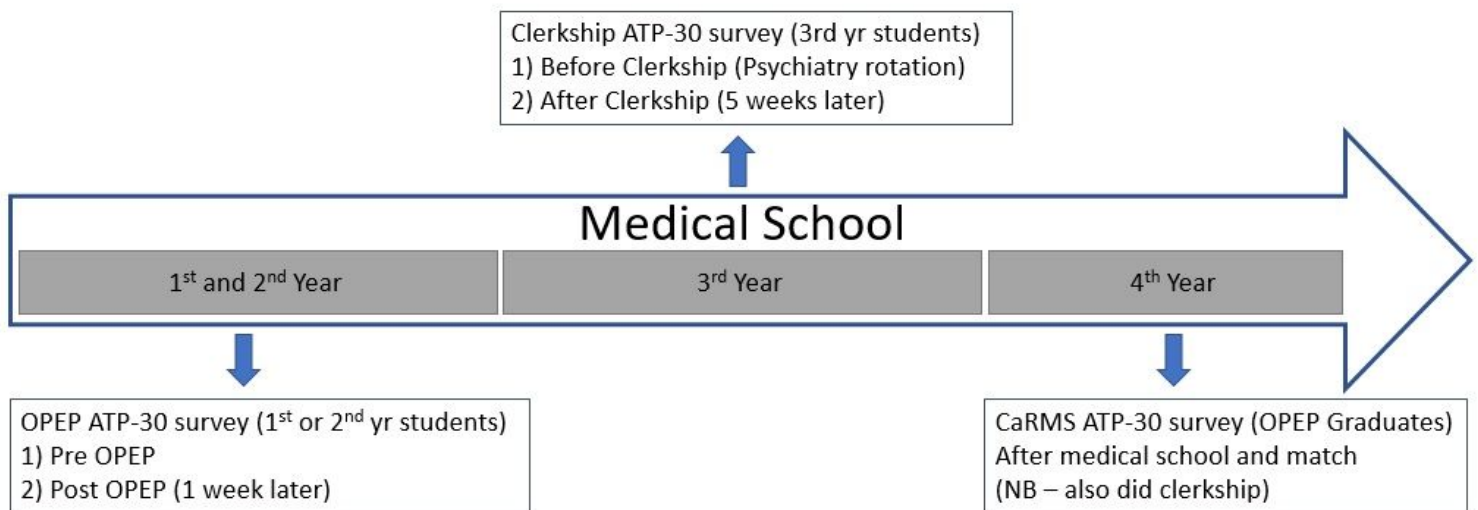 Clerkship ATP-30 survey (3rd yr students)
1) Before Clerkship (Psychiatry rotation)
2) After Clerkship (5 weeks later)
Medical School
1st and 2nd Year
3rd Year
4th Year
OPEP ATP-30 survey (1st or 2nd yr students)
1) Pre OPEP
2) Post OPEP (1 week later)
CaRMS ATP-30 survey (OPEP Graduates)
After medical school and match
(NB – also did clerkship)